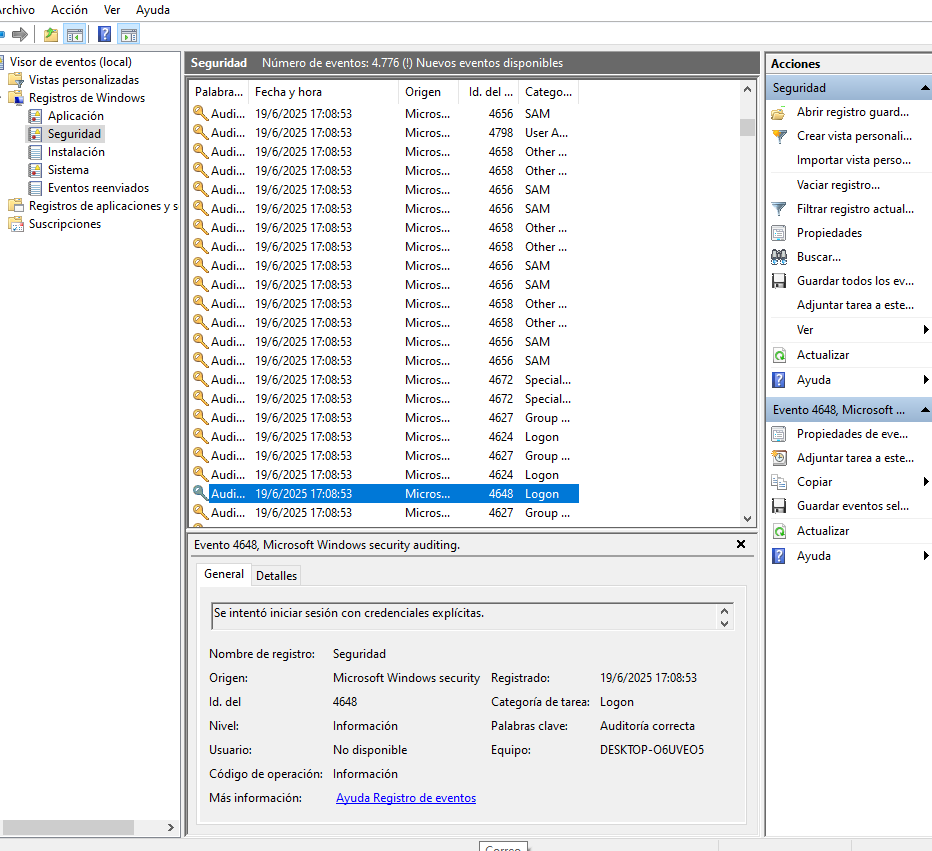 Archivo Acción Ver Ayuda
Visor de eventos (local)
Vistas personalizadas
Registros de Windows
Aplicación
Seguridad
Instalación
Sistema
Eventos reenviados
Registros de aplicaciones y s
Suscripciones
Seguridad Número de eventos: 4.776 (!) Nuevos eventos disponibles
Palabra... Fecha y hora Origen Id. del ... Catego...
Audi... 19/6/2025 17:08:53 Micros... 4656 SAM
Audi... 19/6/2025 17:08:53 Micros... 4798 User A...
Audi... 19/6/2025 17:08:53 Micros... 4658 Other ...
Audi... 19/6/2025 17:08:53 Micros... 4658 Other ...
Audi... 19/6/2025 17:08:53 Micros... 4656 SAM
Audi... 19/6/2025 17:08:53 Micros... 4656 SAM
Audi... 19/6/2025 17:08:53 Micros... 4658 Other ...
Audi... 19/6/2025 17:08:53 Micros... 4658 Other ...
Audi... 19/6/2025 17:08:53 Micros... 4656 SAM
Audi... 19/6/2025 17:08:53 Micros... 4656 SAM
Audi... 19/6/2025 17:08:53 Micros... 4658 Other ...
Audi... 19/6/2025 17:08:53 Micros... 4658 Other ...
Audi... 19/6/2025 17:08:53 Micros... 4656 SAM
Audi... 19/6/2025 17:08:53 Micros... 4656 SAM
Audi... 19/6/2025 17:08:53 Micros... 4672 Special...
Audi... 19/6/2025 17:08:53 Micros... 4672 Special...
Audi... 19/6/2025 17:08:53 Micros... 4627 Group ...
Audi... 19/6/2025 17:08:53 Micros... 4624 Logon
Audi... 19/6/2025 17:08:53 Micros... 4627 Group ...
Audi... 19/6/2025 17:08:53 Micros... 4624 Logon
Audi... 19/6/2025 17:08:53 Micros... 4648 Logon
Audi... 19/6/2025 17:08:53 Micros... 4627 Group ...
Evento 4648, Microsoft Windows security auditing.
General Detalles
Se intentó iniciar sesión con credenciales explícitas.
Nombre de registro: Seguridad
Origen: Microsoft Windows security Registrado: 19/6/2025 17:08:53
Id. del 4648 Categoría de tarea: Logon
Nivel: Información Palabras clave: Auditoría correcta
Usuario: No disponible Equipo: DESKTOP-O6UVEO5
Código de operación: Información
Más información: Ayuda Registro de eventos
Acciones
Seguridad
Abrir registro guard...
Crear vista personali...
Importar vista perso...
Vaciar registro...
Filtrar registro actual...
Propiedades
Buscar...
Guardar todos los ev...
Adjuntar tarea a este...
Ver
Actualizar
Ayuda
Evento 4648, Microsoft ...
Propiedades de eve...
Adjuntar tarea a este...
Copiar
Guardar eventos sel...
Actualizar
Ayuda
Correo